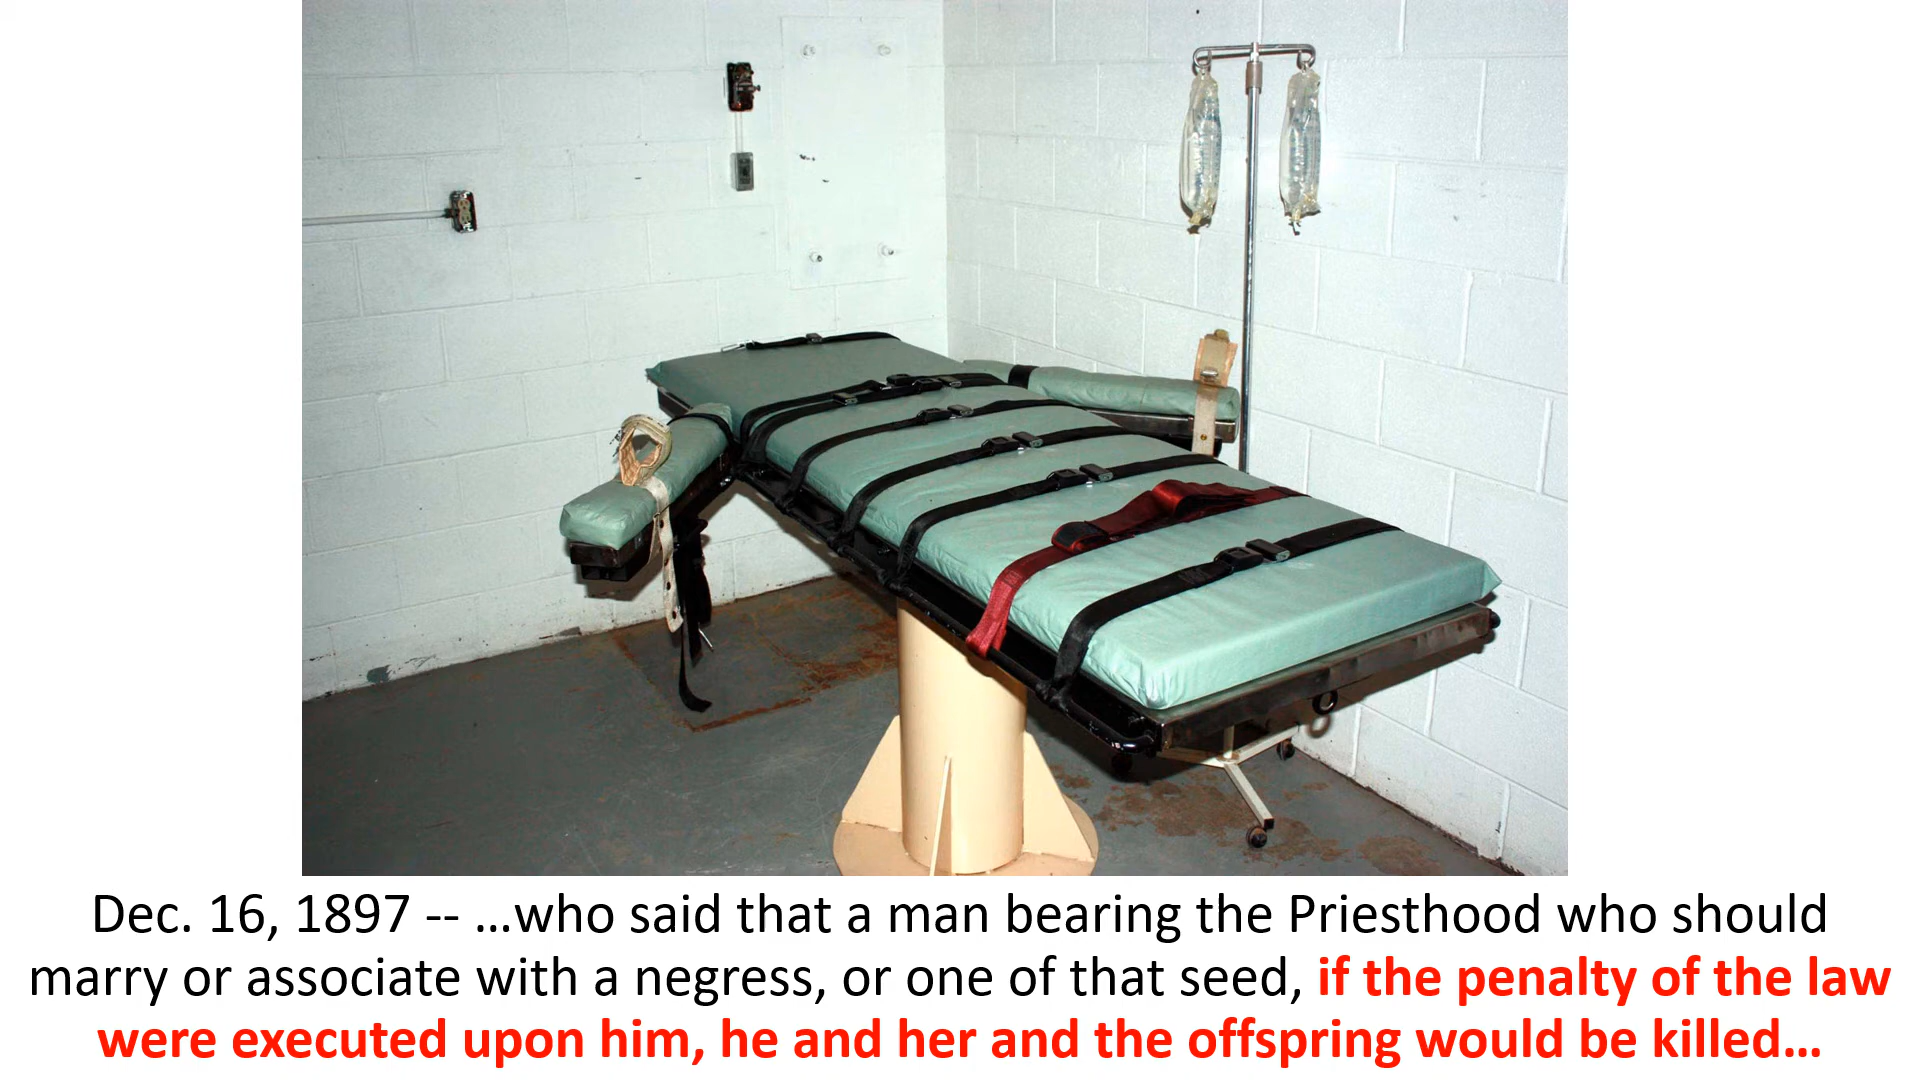 Dec. 16, 1897 -- …who said that a man bearing the Priesthood who should
marry or associate with a negress, or one of that seed, if the penalty of the law
were executed upon him, he and her and the offspring would be killed…